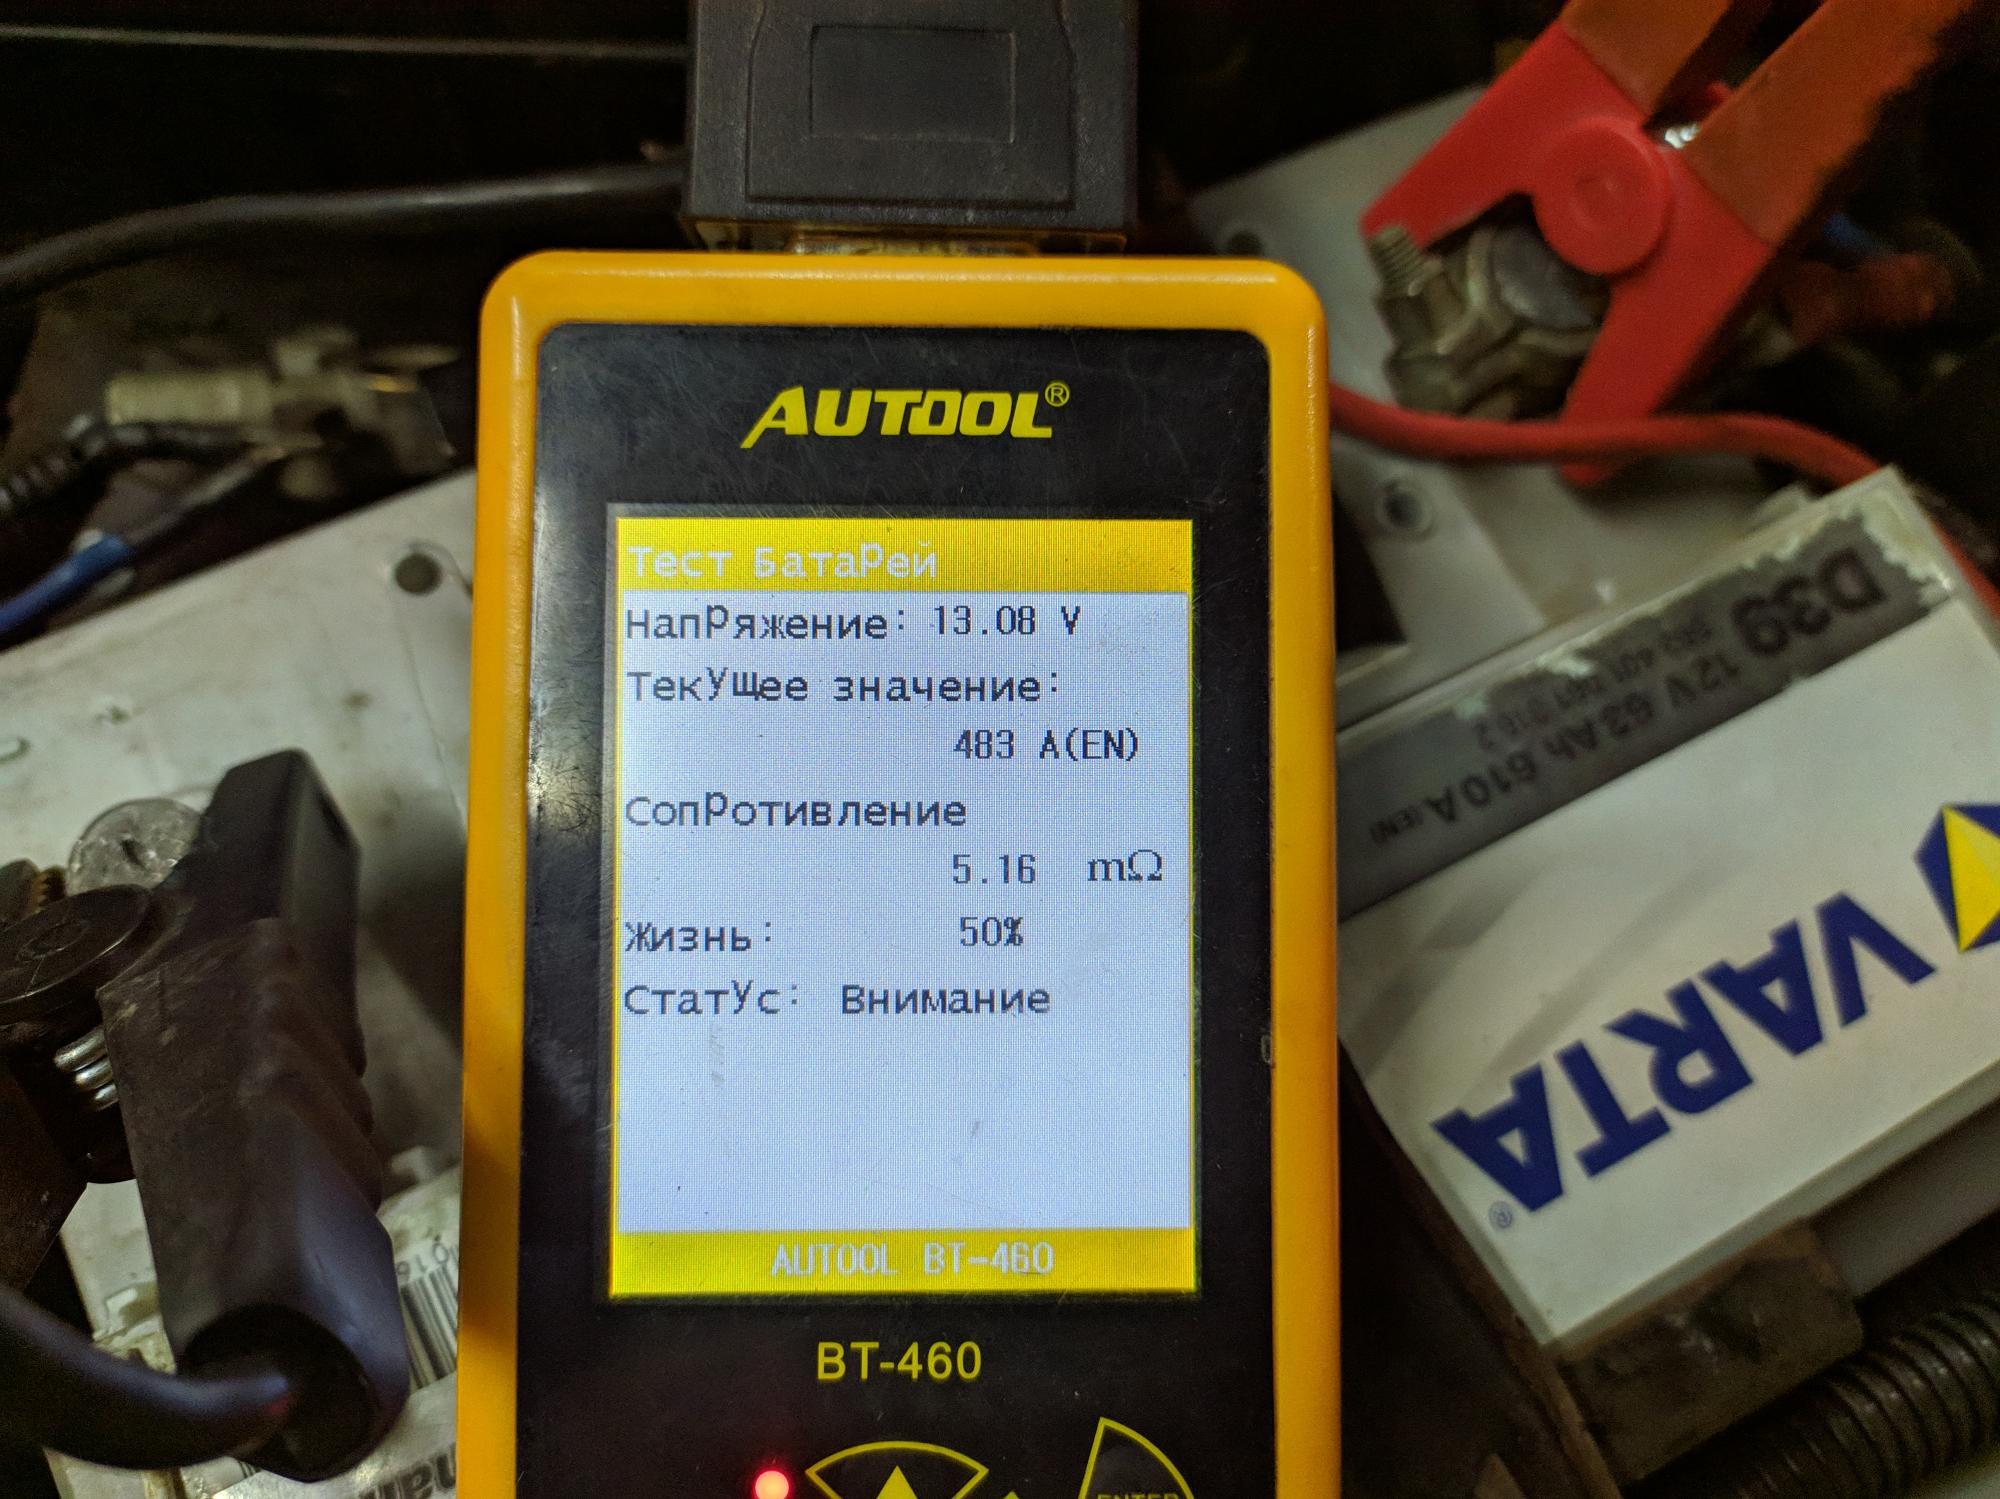 AUTOOL®
Тест БатаРей
НапРяжение: 13.08 V
ТекУщее значение:
483 A(EN)
СопРотивление
5.16 mΩ
Жизнь: 50%
СтатУс: Внимание
AUTOOL BT-460
BT-460
ENTER
D39
12V 63Ah 610A (EN)
VARTA®